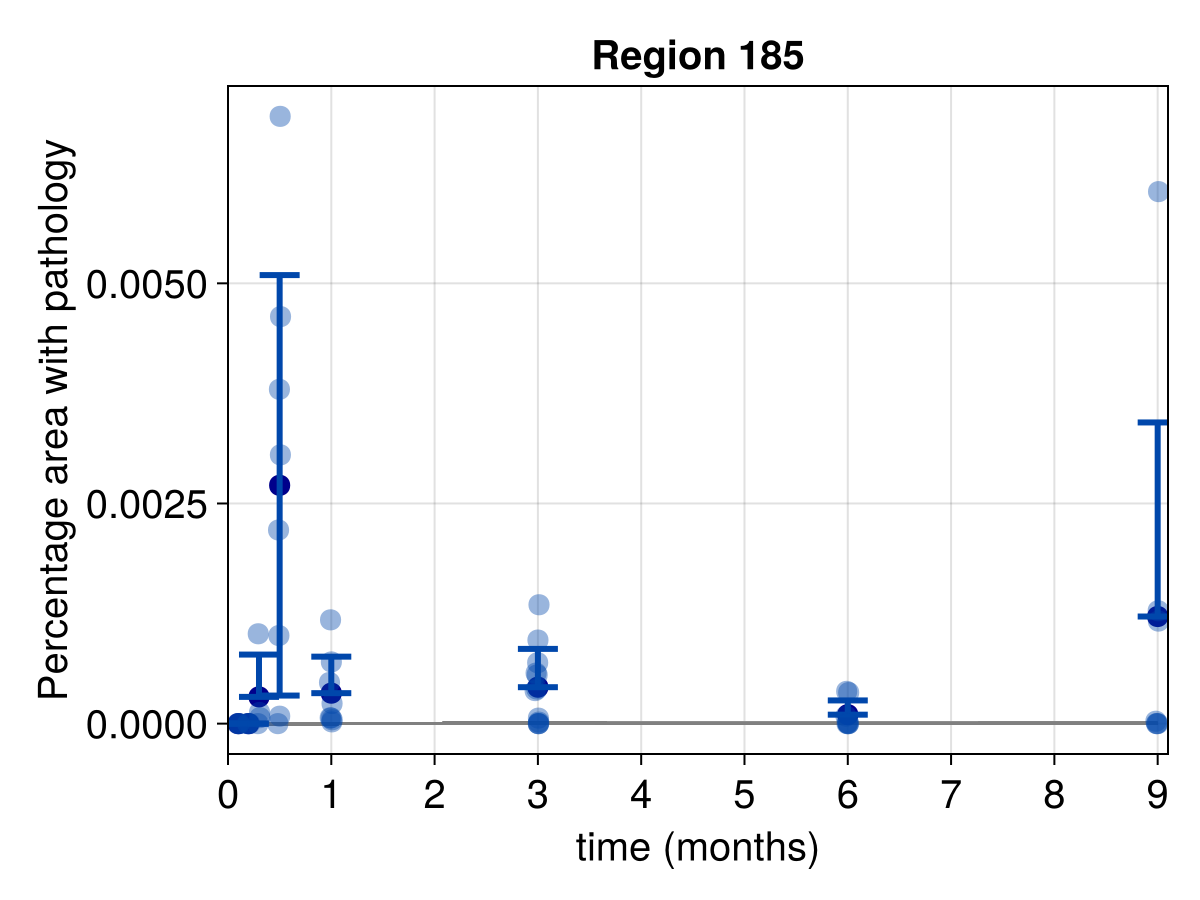 Region 185
Percentage area with pathology
0.0050
0.0025
0.0000
0 1 2 3 4 5 6 7 8 9
time (months)